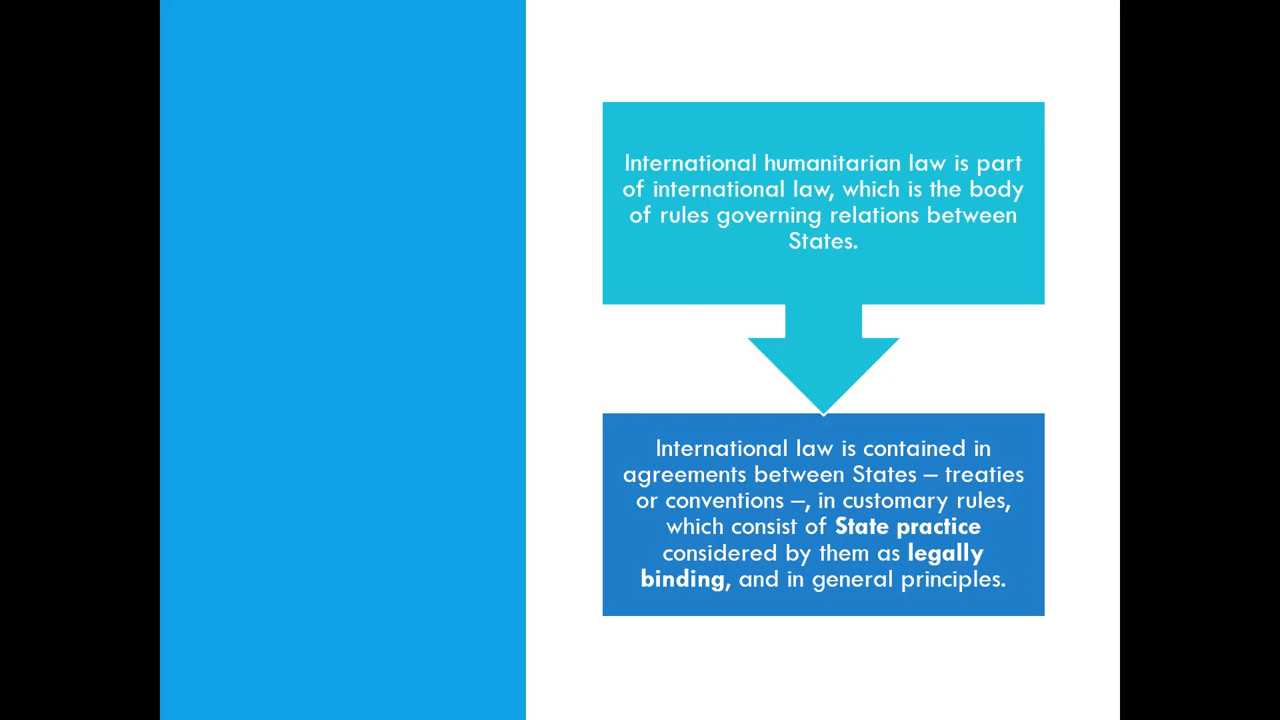 International humanitarian law is part
of international law, which is the body
of rules governing relations between
States.
International law is contained in
agreements between States – treaties
or conventions –, in customary rules,
which consist of State practice
considered by them as legally
binding, and in general principles.